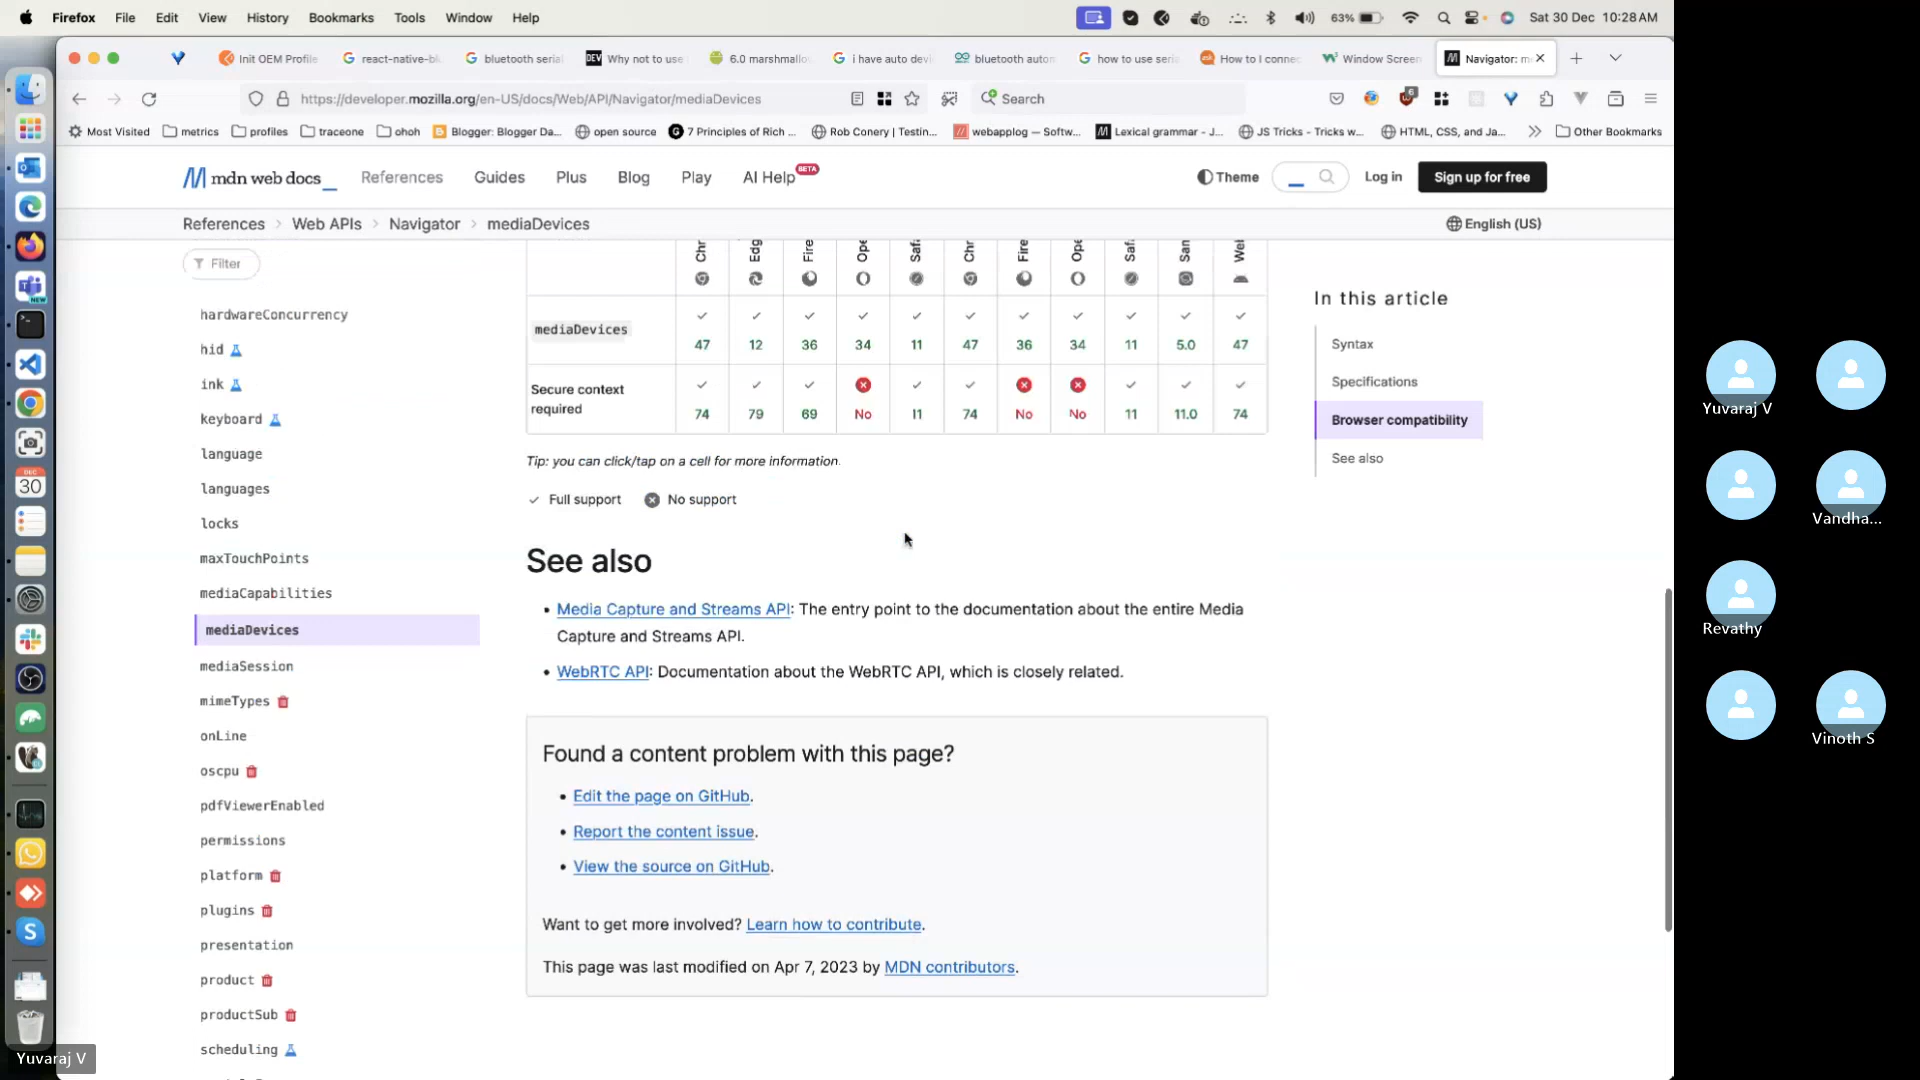 Firefox File Edit View History Bookmarks Tools Window Help
63% Sat 30 Dec 10:28 AM
Init OEM Profile
react-native-bl
bluetooth serial
Why not to use
6.0 marshmallo
i have auto devi
bluetooth auton
how to use seria
How to I connec
Window Screen
Navigator: m
https://developer.mozilla.org/en-US/docs/Web/API/Navigator/mediaDevices
Search
6
Most Visited metrics profiles traceone ohoh Blogger: Blogger Da... open source 7 Principles of Rich ... Rob Conery | Testin... webapplog — Softw... Lexical grammar - J... JS Tricks - Tricks w... HTML, CSS, and Ja... Other Bookmarks
mdn web docs_ References Guides Plus Blog Play AI Help BETA
Theme Log in Sign up for free
References > Web APIs > Navigator > mediaDevices
English (US)
Filter
hardwareConcurrency
hid
ink
keyboard
language
languages
locks
maxTouchPoints
mediaCapabilities
mediaDevices
mediaSession
mimeTypes
onLine
oscpu
pdfViewerEnabled
permissions
platform
plugins
presentation
product
productSub
scheduling
Chr Edg Fire Ope Saf Chr Fire Ope Saf San Wel
mediaDevices
47 12 36 34 11 47 36 34 11 5.0 47
Secure context
required
74 79 69 No 11 74 No No 11 11.0 74
Tip: you can click/tap on a cell for more information.
Full support No support
See also
Media Capture and Streams API: The entry point to the documentation about the entire Media
Capture and Streams API.
WebRTC API: Documentation about the WebRTC API, which is closely related.
Found a content problem with this page?
Edit the page on GitHub.
Report the content issue.
View the source on GitHub.
Want to get more involved? Learn how to contribute.
This page was last modified on Apr 7, 2023 by MDN contributors.
In this article
Syntax
Specifications
Browser compatibility
See also
NEW
DEC
30
Yuvaraj V
Yuvaraj V
Vandha...
Revathy
Vinoth S